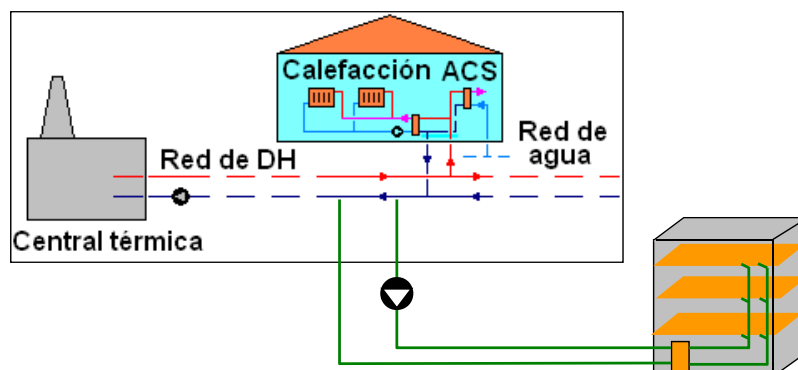 Calefacción ACS
Red de DH
Red de
agua
Central térmica